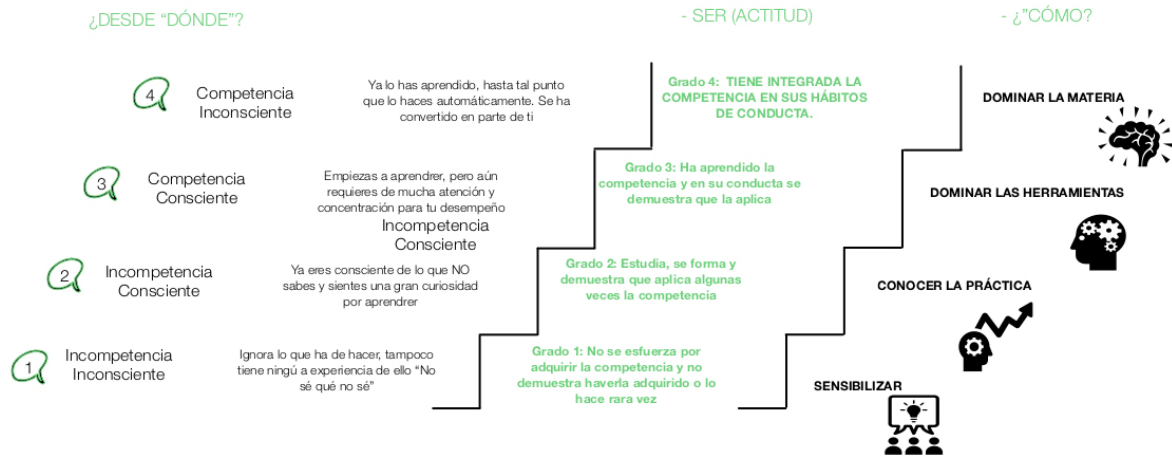 ¿DESDE “DÓNDE”?
- SER (ACTITUD)
- ¿”CÓMO?
4
Competencia
Inconsciente
Ya lo has aprendido, hasta tal punto
que lo haces automáticamente. Se ha
convertido en parte de ti
Grado 4: TIENE INTEGRADA LA
COMPETENCIA EN SUS HÁBITOS
DE CONDUCTA.
DOMINAR LA MATERIA
3
Competencia
Consciente
Empiezas a aprendrer, pero aún
requieres de mucha atención y
concentración para tu desempeño
Incompetencia
Consciente
Grado 3: Ha aprendido la
competencia y en su conducta se
demuestra que la aplica
DOMINAR LAS HERRAMIENTAS
2
Incompetencia
Consciente
Ya eres consciente de lo que NO
sabes y sientes una gran curiosidad
por aprendrer
Grado 2: Estudia, se forma y
demuestra que aplica algunas
veces la competencia
CONOCER LA PRÁCTICA
1
Incompetencia
Inconsciente
Ignora lo que ha de hacer, tampoco
tiene ningú a experiencia de ello “No
sé qué no sé”
Grado 1: No se esfuerza por
adquirir la competencia y no
demuestra haverla adquirido o lo
hace rara vez
SENSIBILIZAR